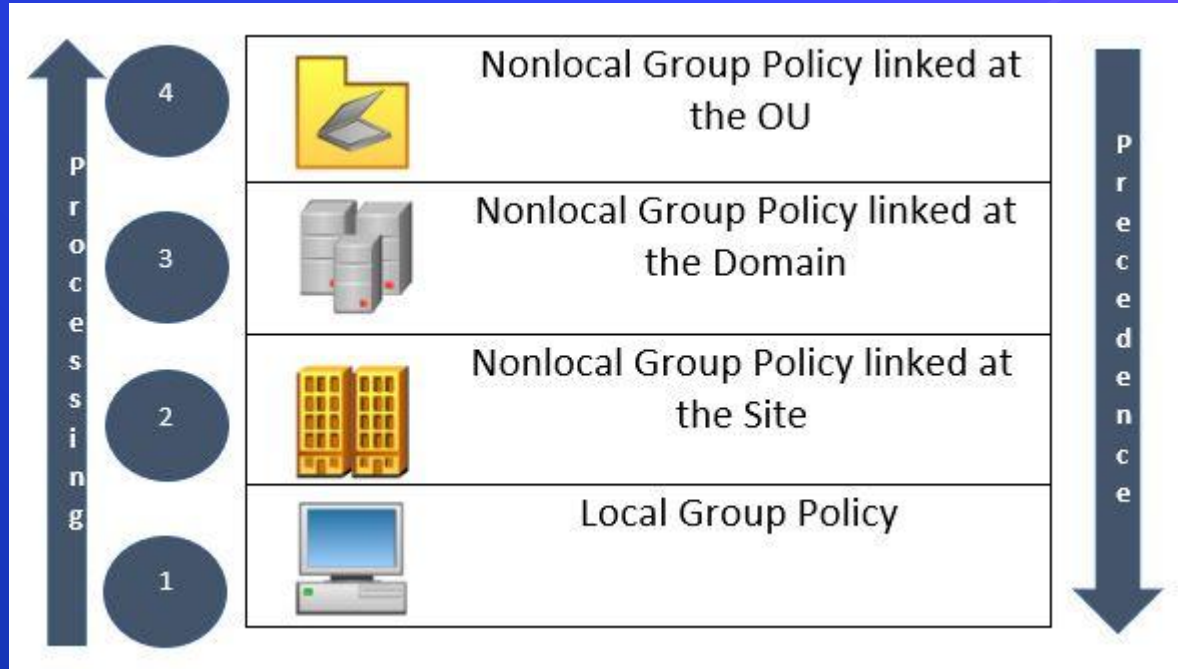 Processing
4
Nonlocal Group Policy linked at
the OU
3
Nonlocal Group Policy linked at
the Domain
2
Nonlocal Group Policy linked at
the Site
1
Local Group Policy
Precedence